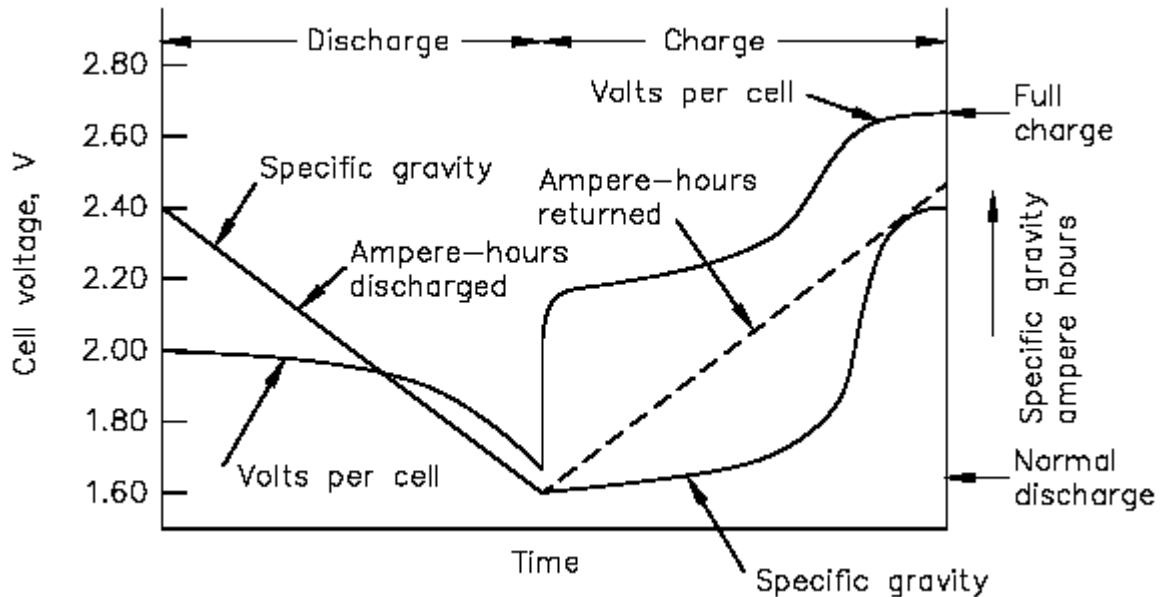 Discharge
Charge
2.80
Volts per cell
Full
charge
2.60
Specific gravity
Ampere-hours
returned
2.40
Ampere-hours
discharged
2.20
2.00
1.80
Volts per cell
1.60
Normal
discharge
Cell voltage, V
Specific gravity
ampere hours
Time
Specific gravity